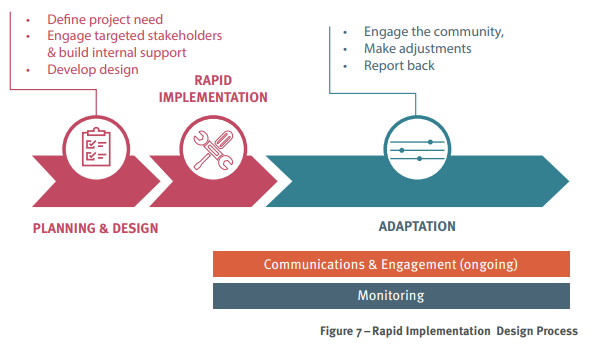 • Define project need
• Engage targeted stakeholders
& build internal support
• Develop design
• Engage the community,
• Make adjustments
• Report back
RAPID
IMPLEMENTATION
PLANNING & DESIGN
ADAPTATION
Communications & Engagement (ongoing)
Monitoring
Figure 7 – Rapid Implementation Design Process